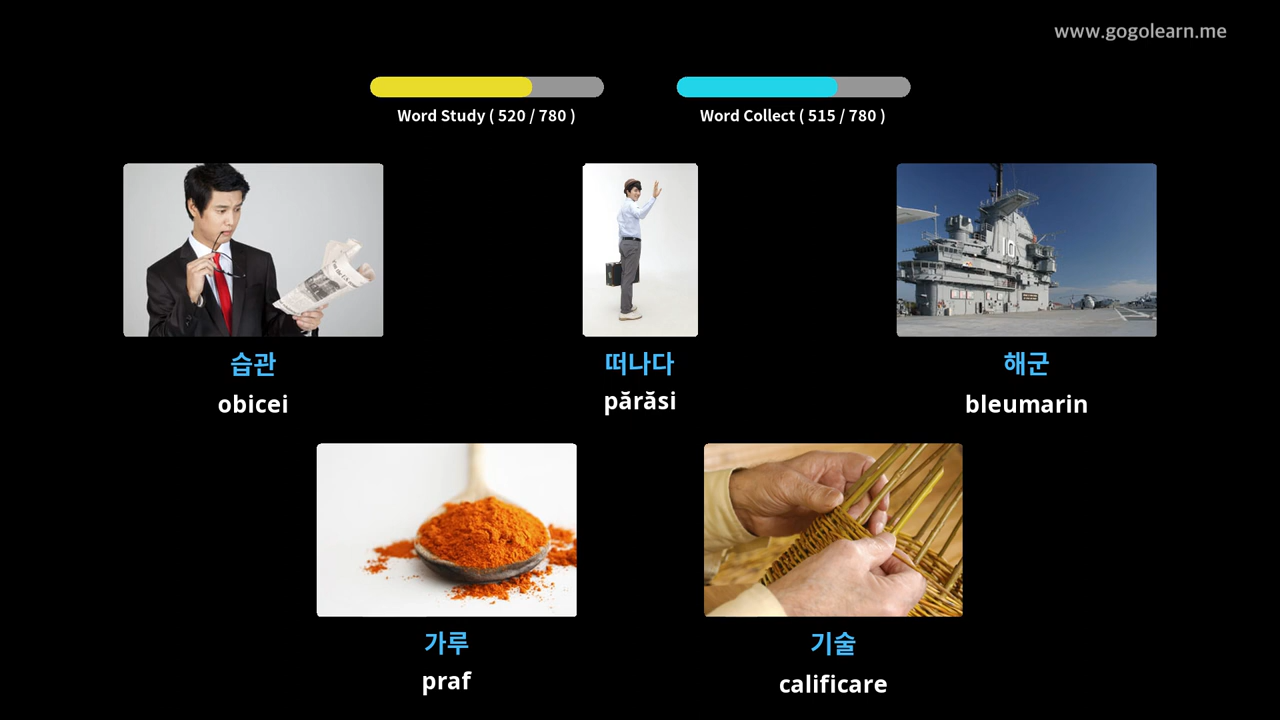 www.gogolearn.me
Word Study ( 520 / 780 )
Word Collect ( 515 / 780 )
습관
obicei
떠나다
părăsi
해군
bleumarin
10
가루
praf
기술
calificare